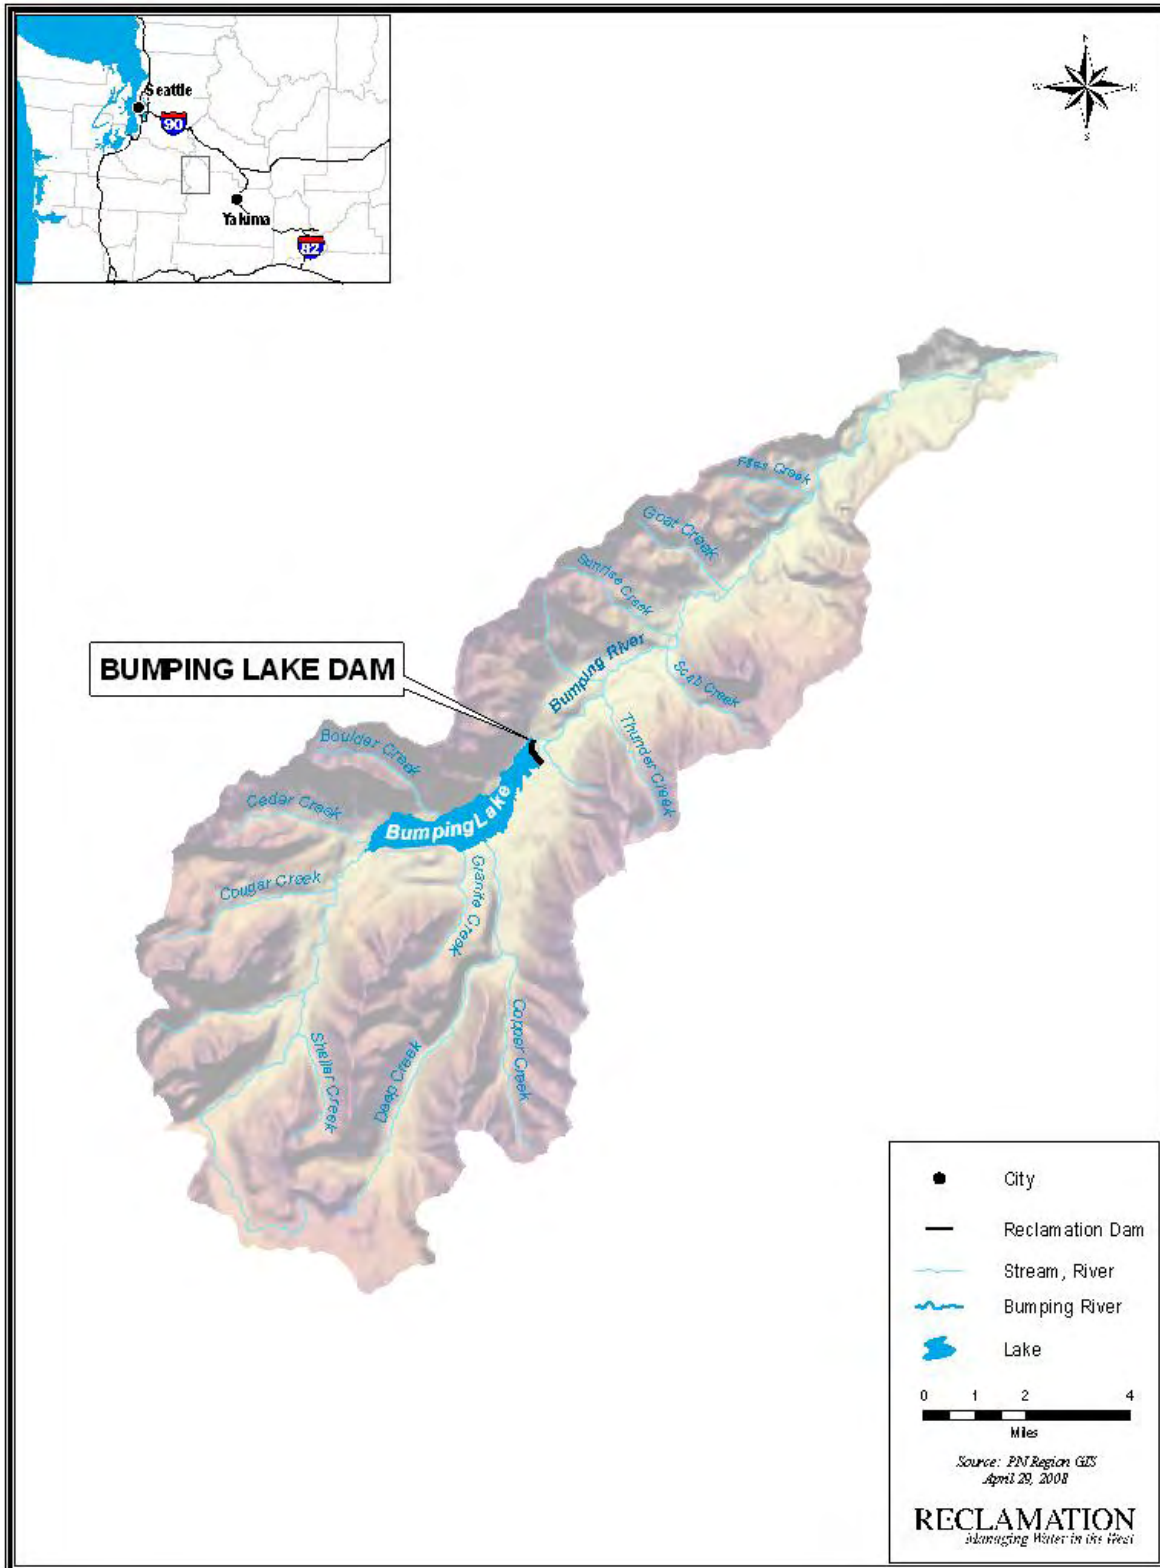 Seattle
90
Yakima
82
N
W
E
S
Fifes Creek
Goat Creek
Sunrise Creek
Bumping River
Scab Creek
BUMPING LAKE DAM
Thunder Creek
Boulder Creek
Cedar Creek
Bumping Lake
Cougar Creek
Granite Creek
Copper Creek
Deep Creek
City
Reclamation Dam
Stream, River
Bumping River
Lake
0 1 2 4
Miles
Source: PN Region GIS
April 29, 2008
RECLAMATION
Managing Water in the West